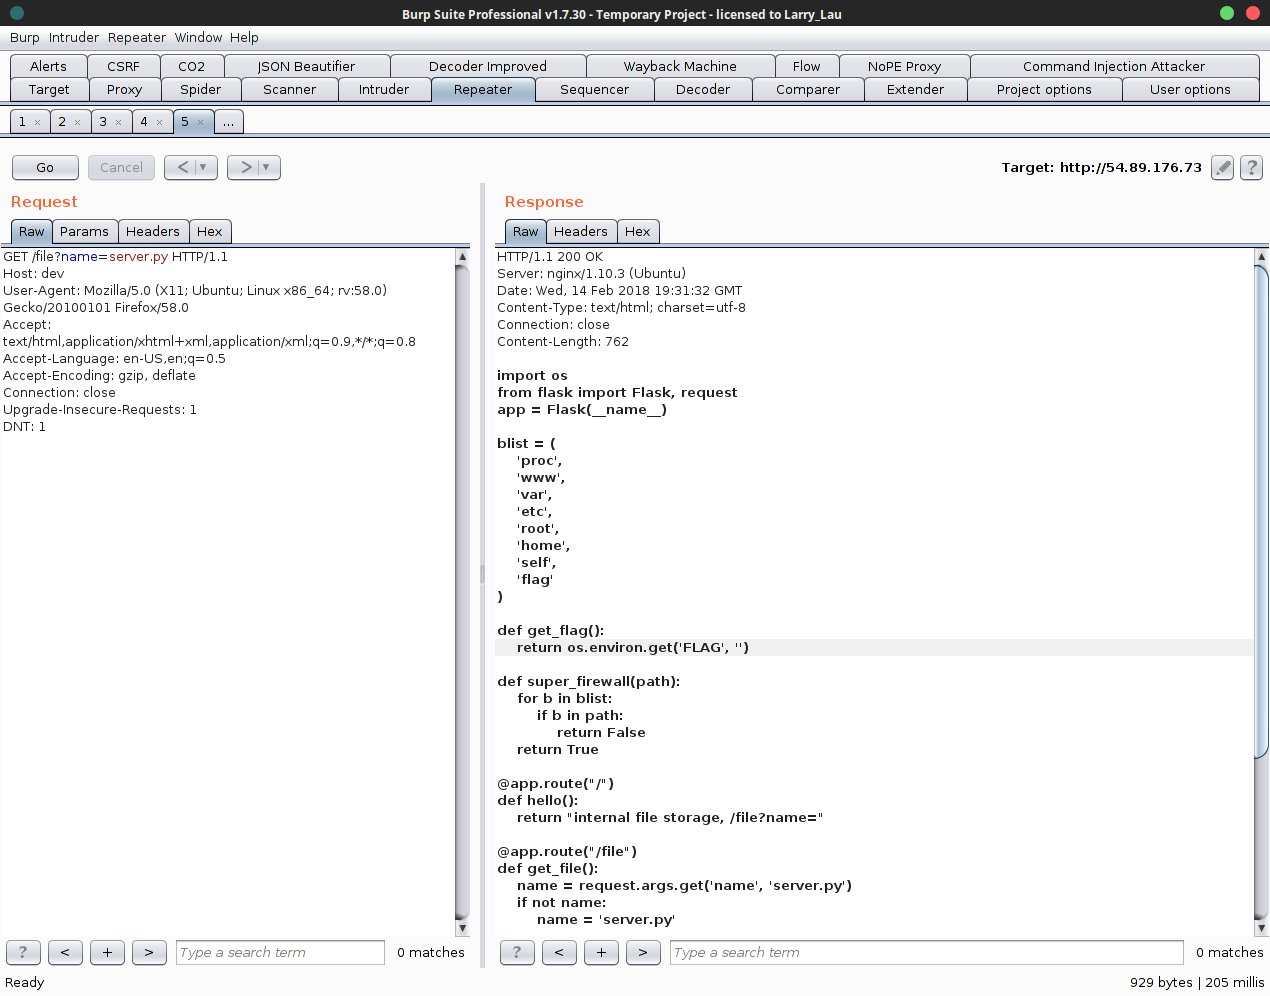 Burp Suite Professional v1.7.30 - Temporary Project - licensed to Larry_Lau
Burp Intruder Repeater Window Help
Alerts CSRF CO2 JSON Beautifier Decoder Improved Wayback Machine Flow NoPE Proxy Command Injection Attacker
Target Proxy Spider Scanner Intruder Repeater Sequencer Decoder Comparer Extender Project options User options
1 × 2 × 3 × 4 × 5 × ...
Go Cancel < ▼ > ▼ Target: http://54.89.176.73 ?
Request
Raw Params Headers Hex
GET /file?name=server.py HTTP/1.1
Host: dev
User-Agent: Mozilla/5.0 (X11; Ubuntu; Linux x86_64; rv:58.0)
Gecko/20100101 Firefox/58.0
Accept:
text/html,application/xhtml+xml,application/xml;q=0.9,*/*;q=0.8
Accept-Language: en-US,en;q=0.5
Accept-Encoding: gzip, deflate
Connection: close
Upgrade-Insecure-Requests: 1
DNT: 1
? < + > Type a search term 0 matches
Response
Raw Headers Hex
HTTP/1.1 200 OK
Server: nginx/1.10.3 (Ubuntu)
Date: Wed, 14 Feb 2018 19:31:32 GMT
Content-Type: text/html; charset=utf-8
Connection: close
Content-Length: 762
import os
from flask import Flask, request
app = Flask(__name__)
blist = (
'proc',
'www',
'var',
'etc',
'root',
'home',
'self',
'flag'
)
def get_flag():
return os.environ.get('FLAG', '')
def super_firewall(path):
for b in blist:
if b in path:
return False
return True
@app.route("/")
def hello():
return "internal file storage, /file?name="
@app.route("/file")
def get_file():
name = request.args.get('name', 'server.py')
if not name:
name = 'server.py'
? < + > Type a search term 0 matches
Ready 929 bytes | 205 millis